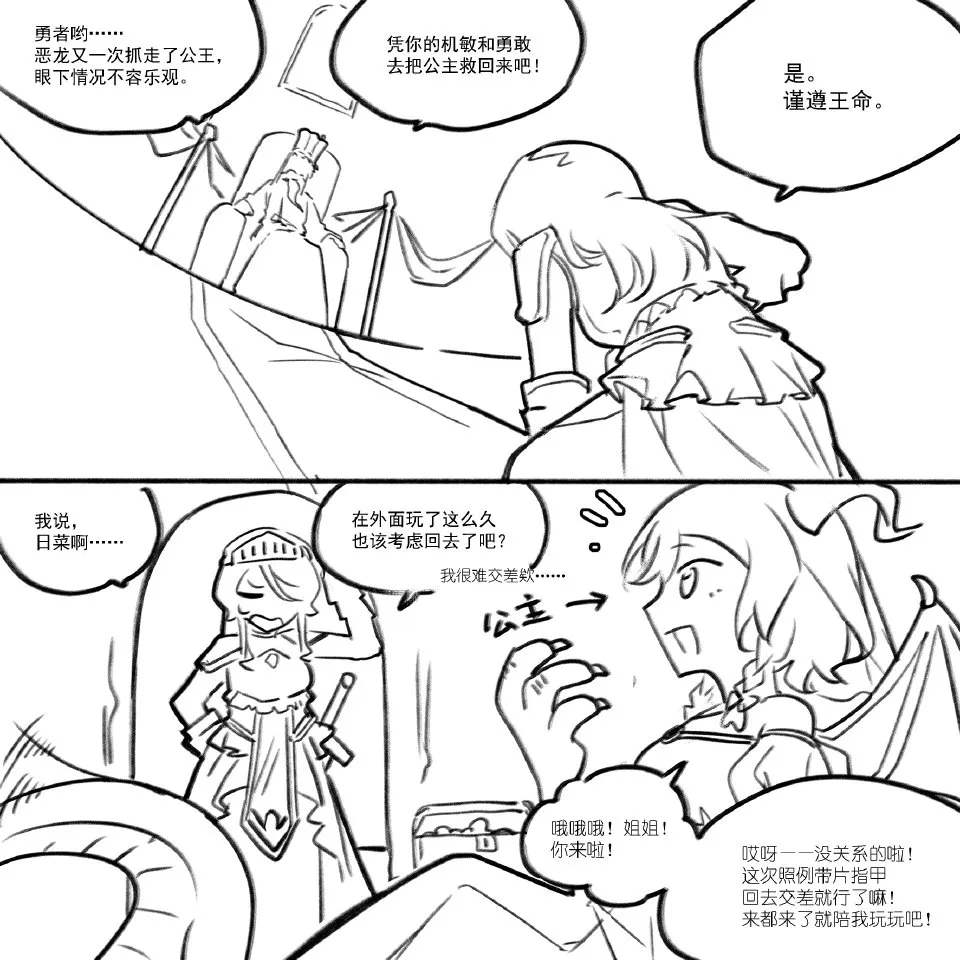 勇者哟……
恶龙又一次抓走了公王，
眼下情况不容乐观。
凭你的机敏和勇敢
去把公主救回来吧！
是。
谨遵王命。
我说，
日菜啊……
在外面玩了这么久
也该考虑回去了吧？
我很难交差欸……
公主→
哦哦哦！姐姐！
你来啦！
哎呀——没关系的啦！
这次照例带片指甲
回去交差就行了嘛！
来都来了就陪我玩玩吧！